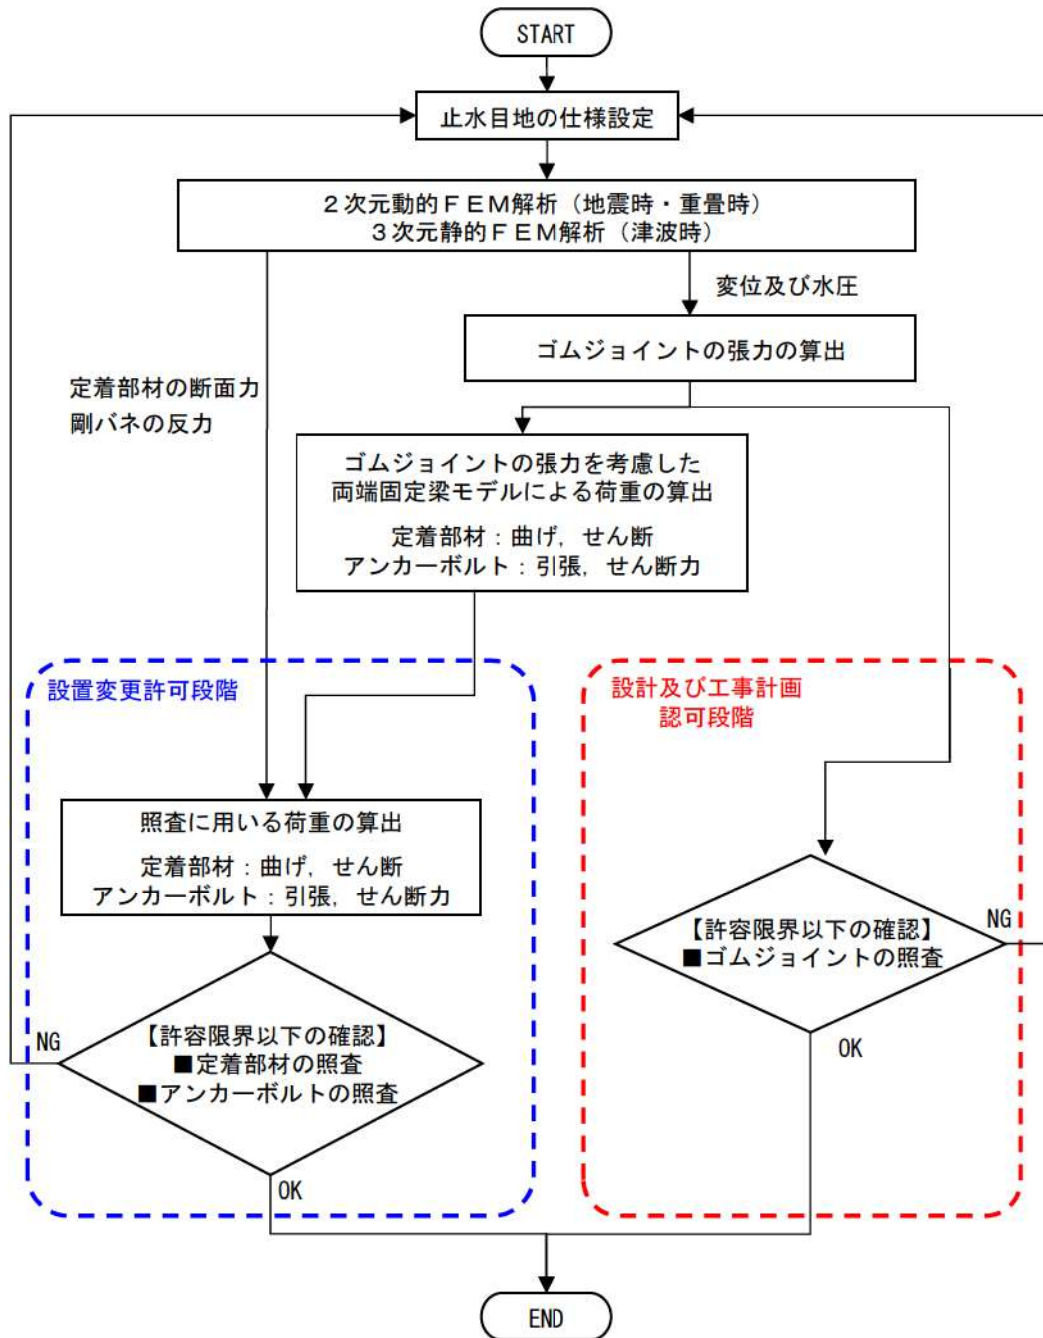 START
止水目地の仕様設定
２次元動的ＦＥＭ解析（地震時・重畳時）
３次元静的ＦＥＭ解析（津波時）
変位及び水圧
ゴムジョイントの張力の算出
定着部材の断面力
剛バネの反力
ゴムジョイントの張力を考慮した
両端固定梁モデルによる荷重の算出
定着部材：曲げ，せん断
アンカーボルト：引張，せん断力
設置変更許可段階
設計及び工事計画
認可段階
照査に用いる荷重の算出
定着部材：曲げ，せん断
アンカーボルト：引張，せん断力
【許容限界以下の確認】
■ゴムジョイントの照査
NG
OK
【許容限界以下の確認】
■定着部材の照査
■アンカーボルトの照査
NG
OK
END